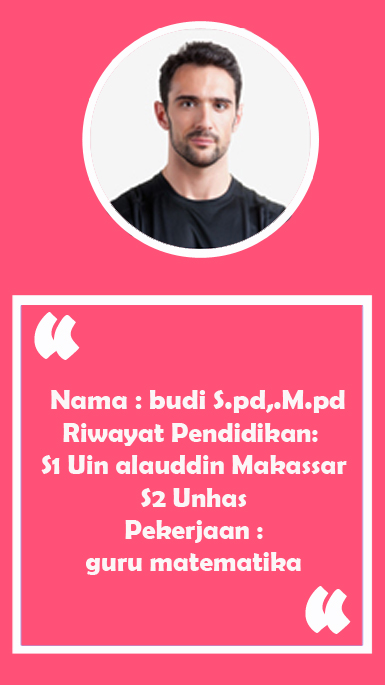 Nama : budi S.pd,.M.pd
Riwayat Pendidikan:
S1 Uin alauddin Makassar
S2 Unhas
Pekerjaan :
guru matematika